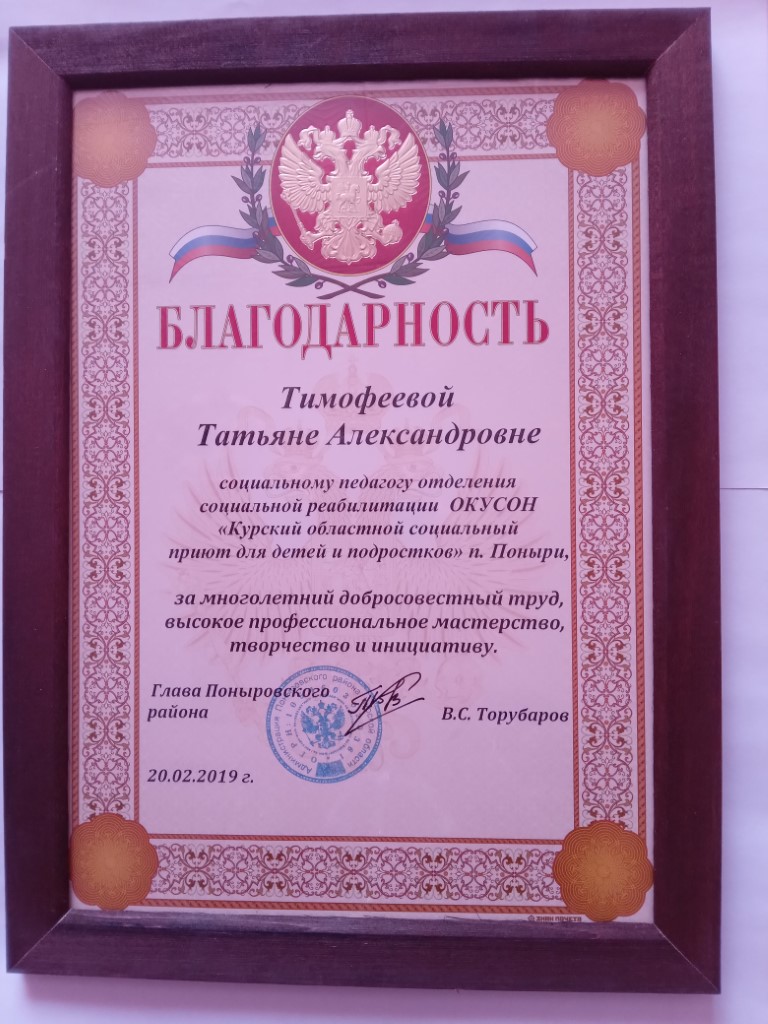 БЛАГОДАРНОСТЬ
Тимофеевой
Татьяне Александровне
социальному педагогу отделения
социальной реабилитации ОКУСОН
«Курский областной социальный
приют для детей и подростков» п. Поныри,
за многолетний добросовестный труд,
высокое профессиональное мастерство,
творчество и инициативу.
Глава Поныровского
района
В.С. Торубаров
20.02.2019 г.